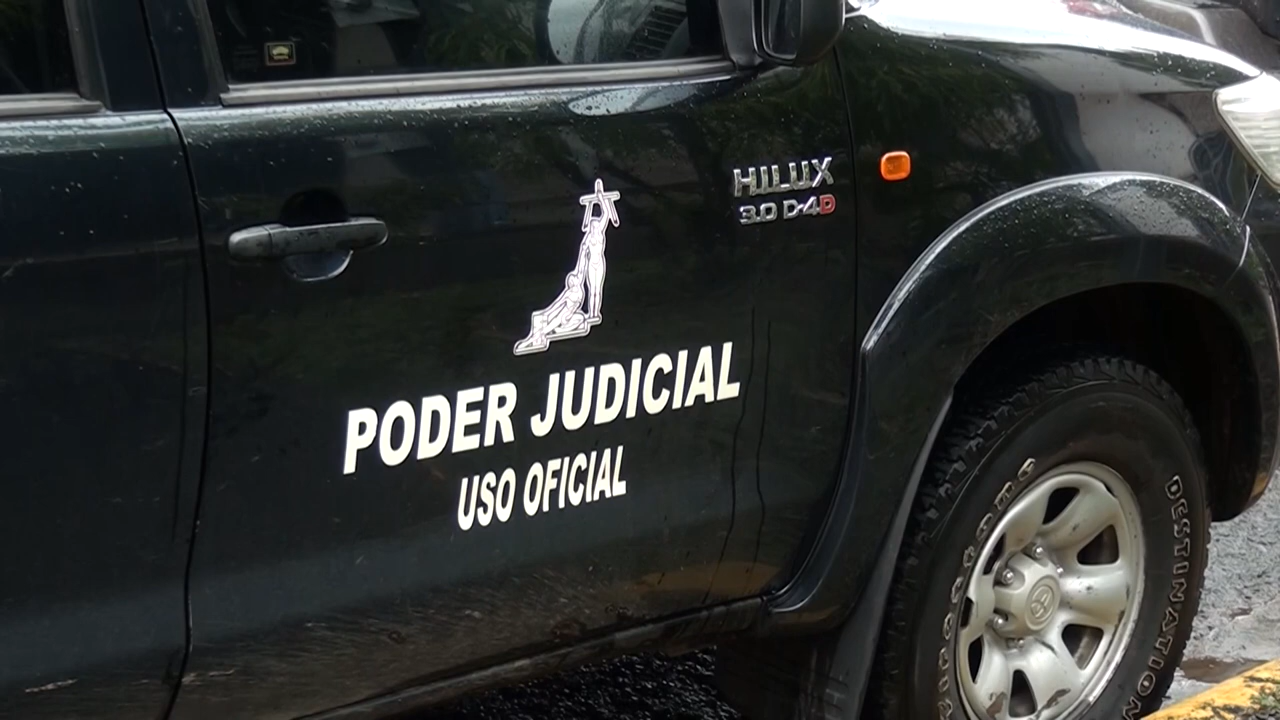 HILUX
3.0 D-4D
PODER JUDICIAL
USO OFICIAL
DESTINATION